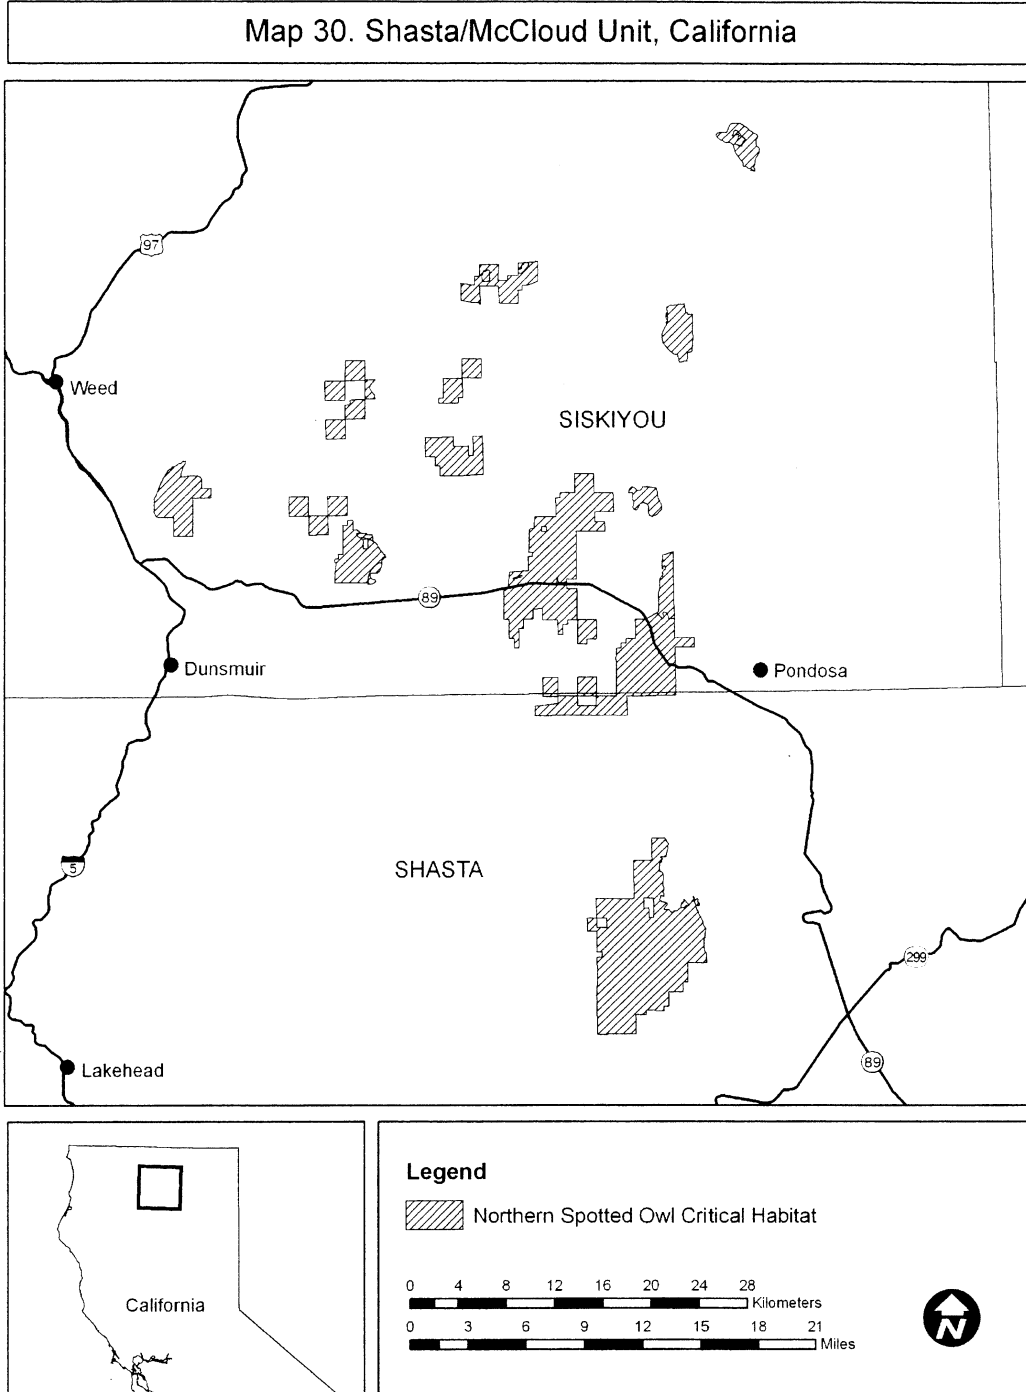 Map 30. Shasta/McCloud Unit, California
97
Weed
SISKIYOU
89
Dunsmuir
Pondosa
5
SHASTA
299
Lakehead
89
Legend
Northern Spotted Owl Critical Habitat
California
0 4 8 12 16 20 24 28
Kilometers
0 3 6 9 12 15 18 21
Miles
N